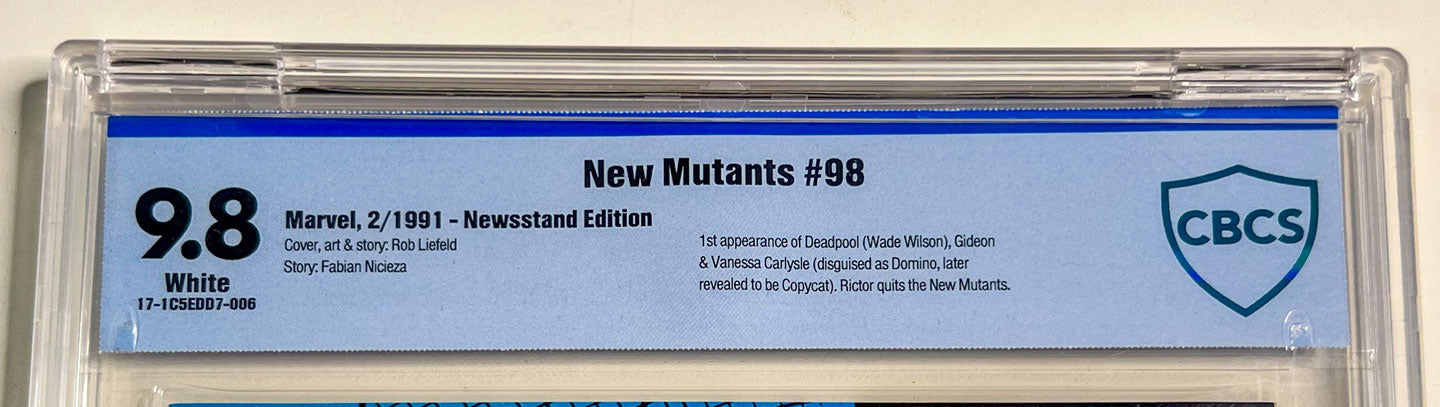 New Mutants #98
9.8
White
17-1C5EDD7-006
Marvel, 2/1991 - Newsstand Edition
Cover, art & story: Rob Liefeld
Story: Fabian Nicieza
1st appearance of Deadpool (Wade Wilson), Gideon
& Vanessa Carlysle (disguised as Domino, later
revealed to be Copycat). Rictor quits the New Mutants.
CBCS